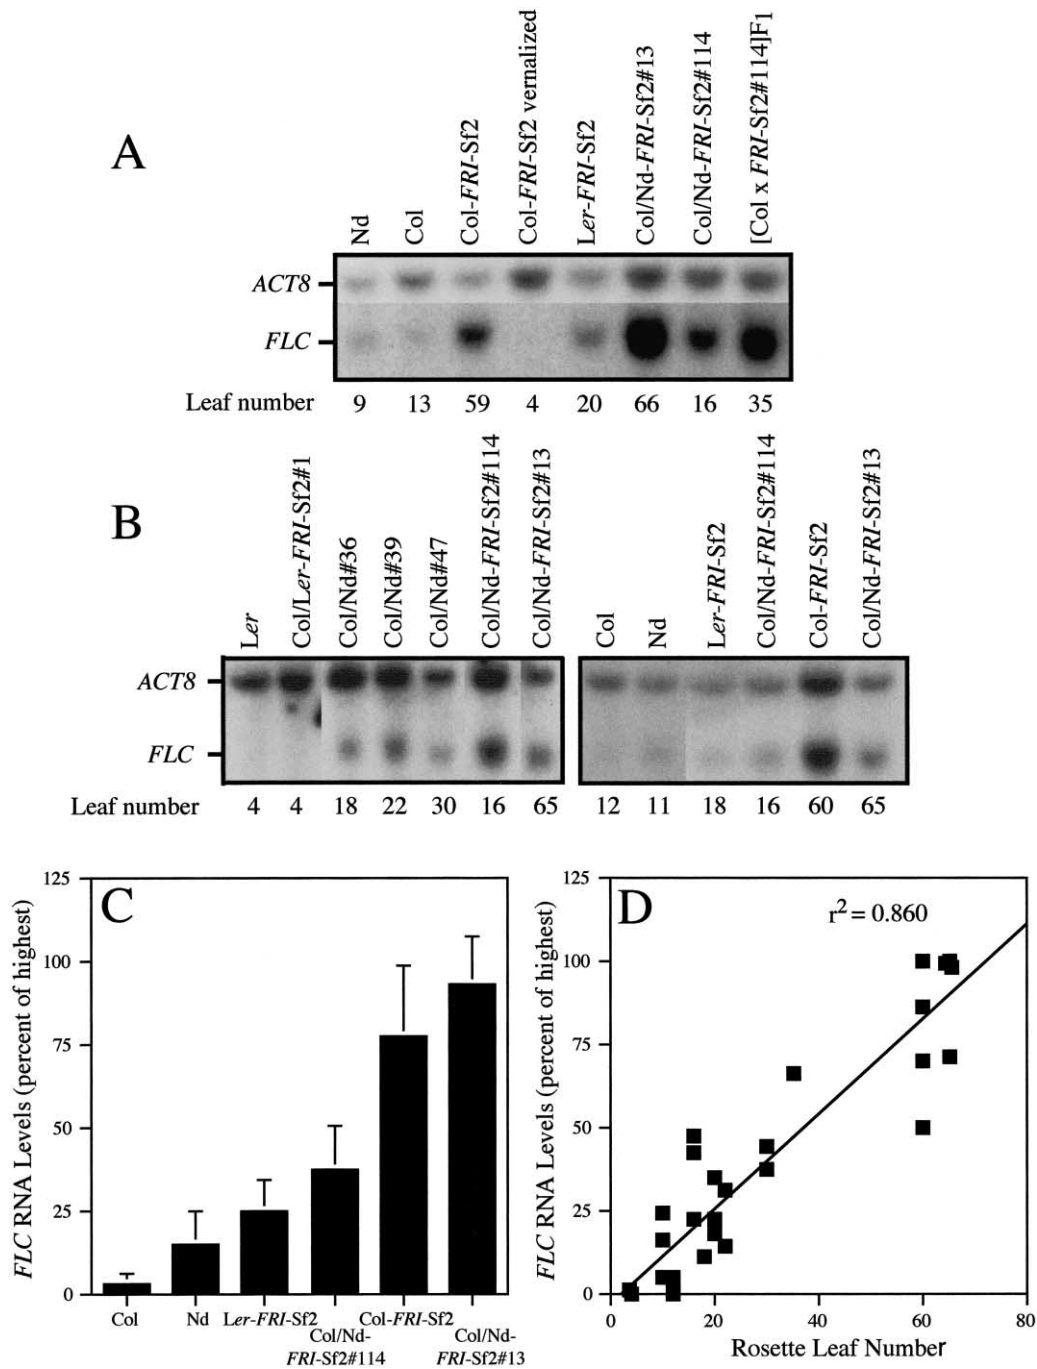 A
Nd
Col
Col-FRI-Sf2
Col-FRI-Sf2 vernalized
Ler-FRI-Sf2
Col/Nd-FRI-Sf2#13
Col/Nd-FRI-Sf2#114
[Col x FRI-Sf2#114]F1
ACT8
FLC
Leaf number 9 13 59 4 20 66 16 35
B
Ler
Col/Ler-FRI-Sf2#1
Col/Nd#36
Col/Nd#39
Col/Nd#47
Col/Nd-FRI-Sf2#114
Col/Nd-FRI-Sf2#13
Col
Nd
Ler-FRI-Sf2
Col/Nd-FRI-Sf2#114
Col-FRI-Sf2
Col/Nd-FRI-Sf2#13
ACT8
FLC
Leaf number 4 4 18 22 30 16 65 12 11 18 16 60 65
C
FLC RNA Levels (percent of highest)
125
100
75
50
25
0
Col Nd Ler-FRI-Sf2 Col-FRI-Sf2
Col/Nd- Col/Nd-
FRI-Sf2#114 FRI-Sf2#13
D
r2 = 0.860
FLC RNA Levels (percent of highest)
125
100
75
50
25
0
0 20 40 60 80
Rosette Leaf Number